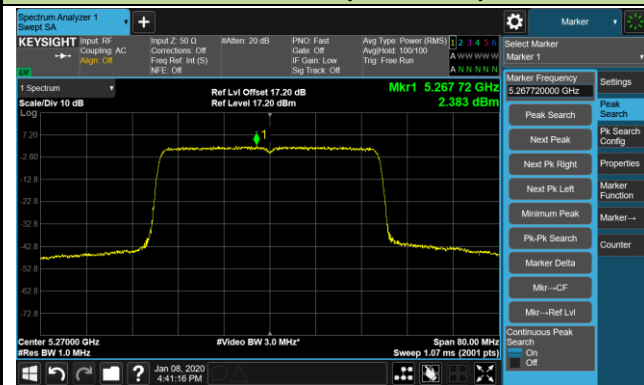 Spectrum Analyzer 1
Swept SA
Marker
KEYSIGHT
Input: RF
Coupling: AC
Align: Off
Input Z: 50 Ω
Corrections: Off
Freq Ref: Int (S)
NFE: Off
#Atten: 20 dB
PNO: Fast
Gate: Off
IF Gain: Low
Sig Track: Off
Avg Type: Power (RMS)
Avg|Hold: 100/100
Trig: Free Run
1 2 3 4 5 6
A W W W W W
A N N N N N
Select Marker
Marker 1
1 Spectrum
Scale/Div 10 dB
Log
Ref Lvl Offset 17.20 dB
Ref Level 17.20 dBm
Mkr1 5.267 72 GHz
2.383 dBm
7.20
-2.80
-12.8
-22.8
-32.8
-42.8
-52.8
-62.8
-72.8
1
Center 5.27000 GHz
#Res BW 1.0 MHz
#Video BW 3.0 MHz*
Span 80.00 MHz
Sweep 1.07 ms (2001 pts)
Marker Frequency
5.267720000 GHz
Peak Search
Next Peak
Next Pk Right
Next Pk Left
Minimum Peak
Pk-Pk Search
Marker Delta
Mkr→CF
Mkr→Ref Lvl
Continuous Peak
Search
On
Off
Settings
Peak
Search
Pk Search
Config
Properties
Marker
Function
Marker→
Counter
Jan 08, 2020
4:41:16 PM